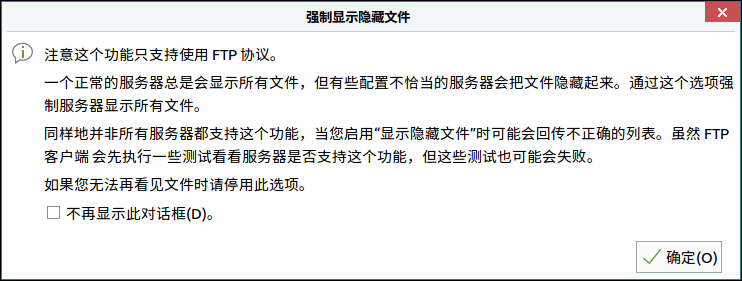 强制显示隐藏文件
注意这个功能只支持使用 FTP 协议。
一个正常的服务器总是会显示所有文件，但有些配置不恰当的服务器会把文件隐藏起来。通过这个选项强
制服务器显示所有文件。
同样地并非所有服务器都支持这个功能，当您启用“显示隐藏文件”时可能会回传不正确的列表。虽然 FTP
客户端 会先执行一些测试看看服务器是否支持这个功能，但这些测试也可能会失败。
如果您无法再看见文件时请停用此选项。
不再显示此对话框(D)。
确定(O)